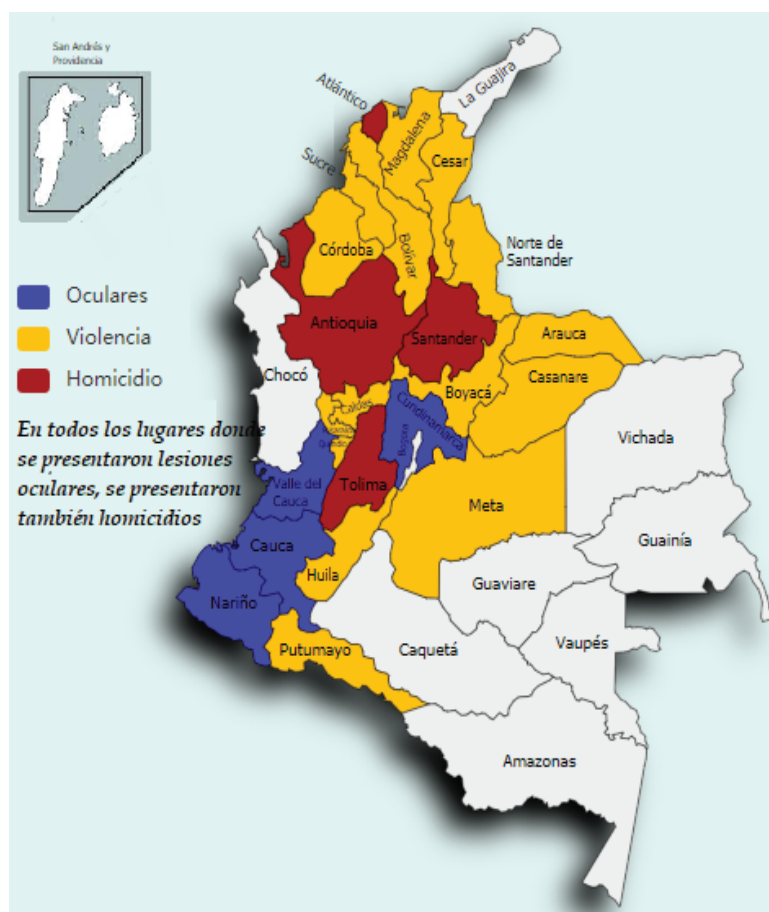 San Andrés y
Providencia
Atlántico
La Guajira
Magdalena
Cesar
Sucre
Norte de
Santander
Córdoba
Bolívar
Oculares
Violencia
Homicidio
Antioquia
Santander
Arauca
Chocó
Boyacá
Casanare
Caldas
Cundinamarca
En todos los lugares donde
se presentaron lesiones
oculares, se presentaron
también homicidios
Vichada
Valle del
Cauca
Tolima
Meta
Cauca
Guainía
Huila
Guaviare
Nariño
Putumayo
Caquetá
Vaupés
Amazonas